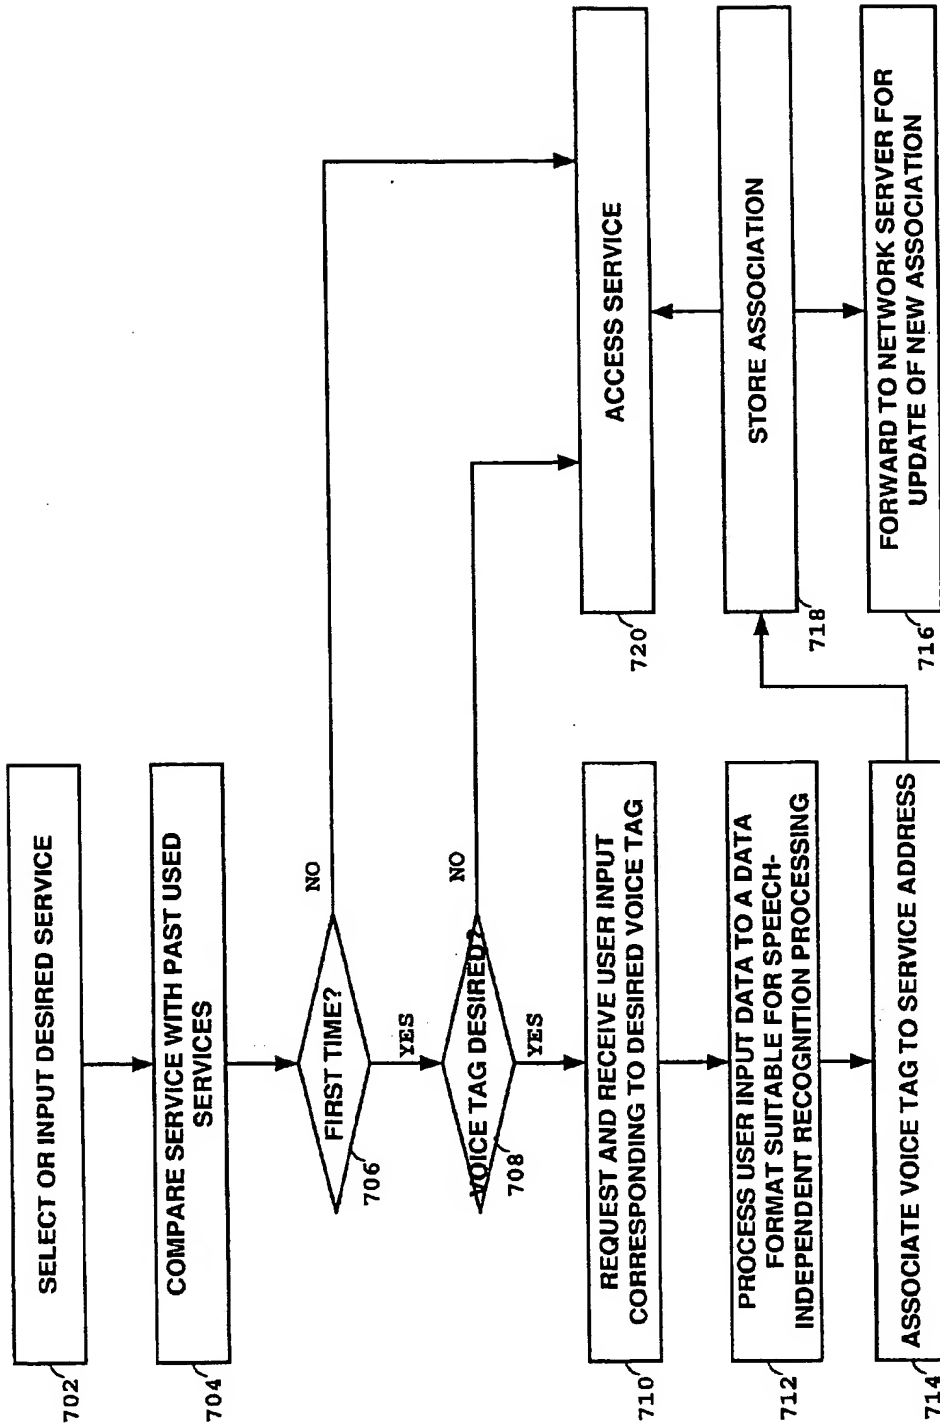 SELECT OR INPUT DESIRED SERVICE
702
COMPARE SERVICE WITH PAST USED
SERVICES
704
FIRST TIME?
706
NO
YES
VOICE TAG DESIRED?
708
NO
YES
REQUEST AND RECEIVE USER INPUT
CORRESPONDING TO DESIRED VOICE TAG
710
PROCESS USER INPUT DATA TO A DATA
FORMAT SUITABLE FOR SPEECH-
INDEPENDENT RECOGNITION PROCESSING
712
ASSOCIATE VOICE TAG TO SERVICE ADDRESS
714
ACCESS SERVICE
720
STORE ASSOCIATION
718
FORWARD TO NETWORK SERVER FOR
UPDATE OF NEW ASSOCIATION
716